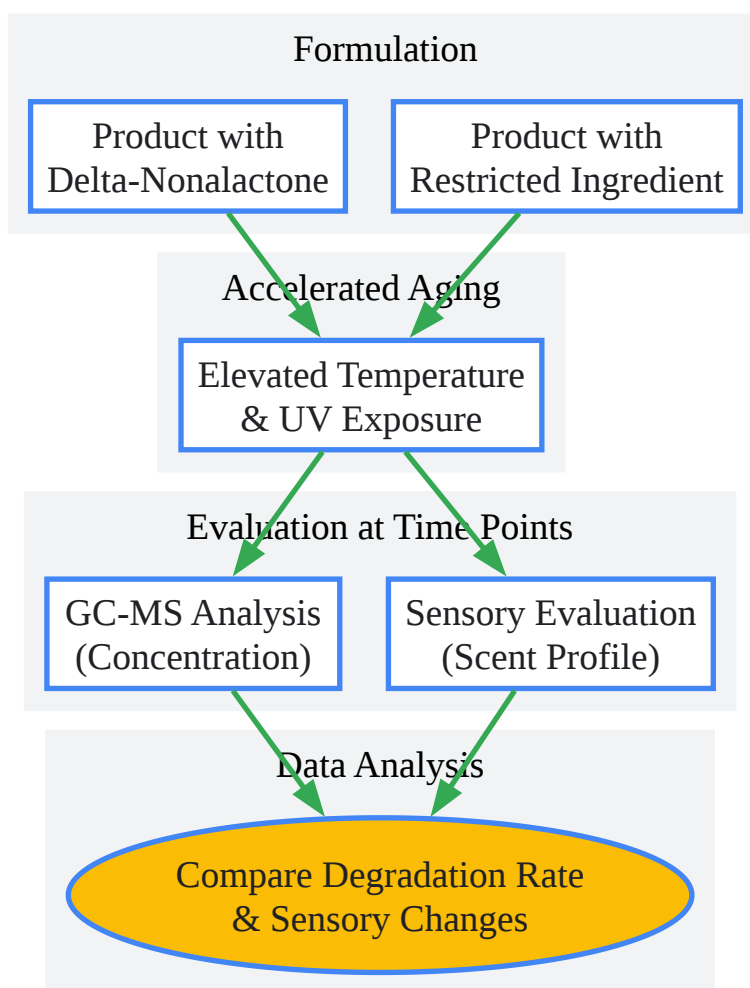 Formulation
Product with
Delta-Nonalactone
Product with
Restricted Ingredient
Accelerated Aging
Elevated Temperature
& UV Exposure
Evaluation at Time Points
GC-MS Analysis
(Concentration)
Sensory Evaluation
(Scent Profile)
Data Analysis
Compare Degradation Rate
& Sensory Changes